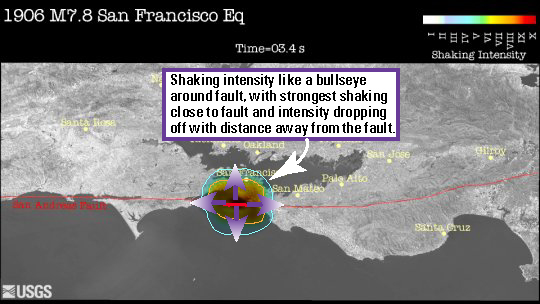 1906 M7.8 San Francisco Eq
I II III IV V VI VII VIII IX X
Shaking Intensity
Time=03.4 s
Shaking intensity like a bullseye
around fault, with strongest shaking
close to fault and intensity dropping
off with distance away from the fault.
Santa Rosa
Oakland
San Jose
Gilroy
San Francis
Palo Alto
San Mateo
San Andreas Fault
Santa Cruz
USGS